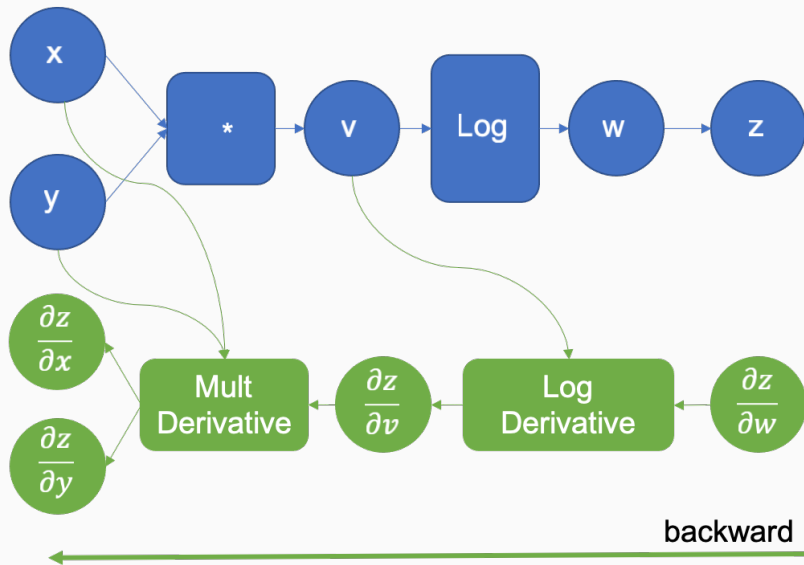 x
*
v
Log
w
z
y
∂z
∂x
Mult
Derivative
∂z
∂v
Log
Derivative
∂z
∂w
∂z
∂y
backward